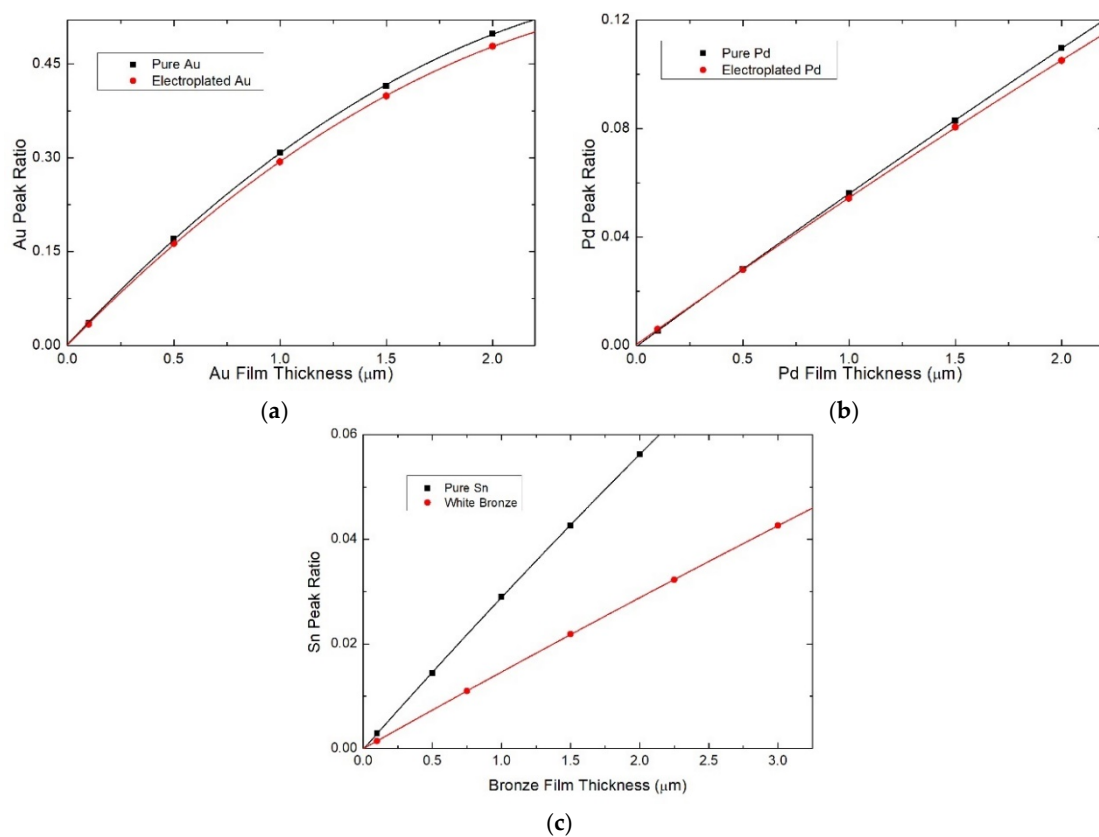 0.45
0.30
0.15
0.00
Au Peak Ratio
Pure Au
Electroplated Au
0.0 0.5 1.0 1.5 2.0
Au Film Thickness (μm)
(a)
0.12
0.08
0.04
0.00
Pd Peak Ratio
Pure Pd
Electroplated Pd
0.0 0.5 1.0 1.5 2.0
Pd Film Thickness (μm)
(b)
0.06
0.04
0.02
0.00
Sn Peak Ratio
Pure Sn
White Bronze
0.0 0.5 1.0 1.5 2.0 2.5 3.0
Bronze Film Thickness (μm)
(c)